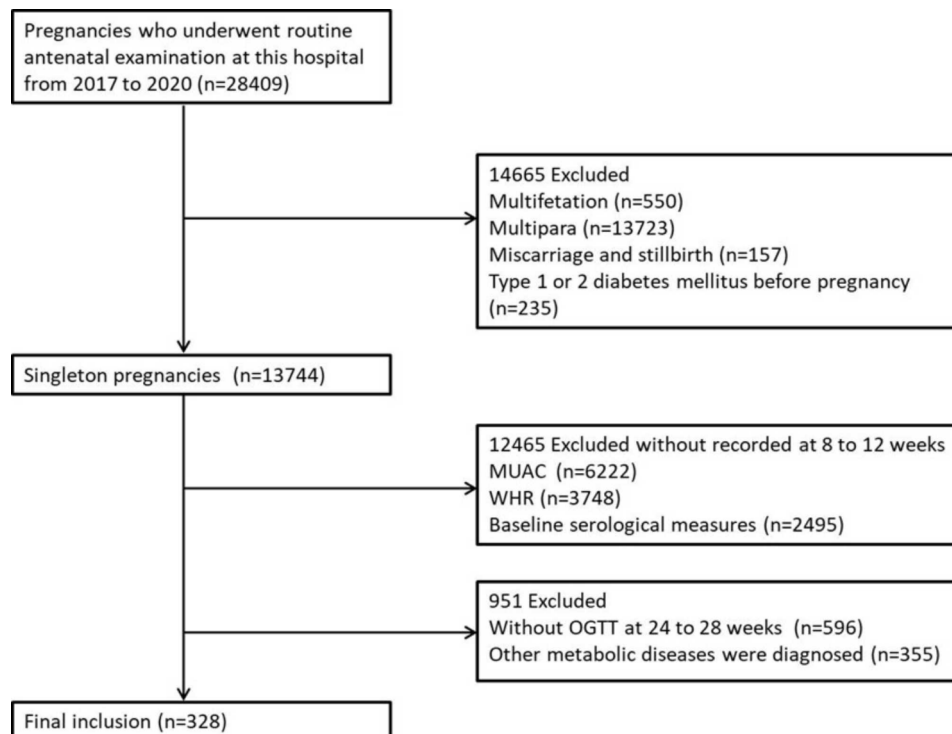 Pregnancies who underwent routine
antenatal examination at this hospital
from 2017 to 2020 (n=28409)
14665 Excluded
Multifetation (n=550)
Multipara (n=13723)
Miscarriage and stillbirth (n=157)
Type 1 or 2 diabetes mellitus before pregnancy
(n=235)
Singleton pregnancies (n=13744)
12465 Excluded without recorded at 8 to 12 weeks
MUAC (n=6222)
WHR (n=3748)
Baseline serological measures (n=2495)
951 Excluded
Without OGTT at 24 to 28 weeks (n=596)
Other metabolic diseases were diagnosed (n=355)
Final inclusion (n=328)